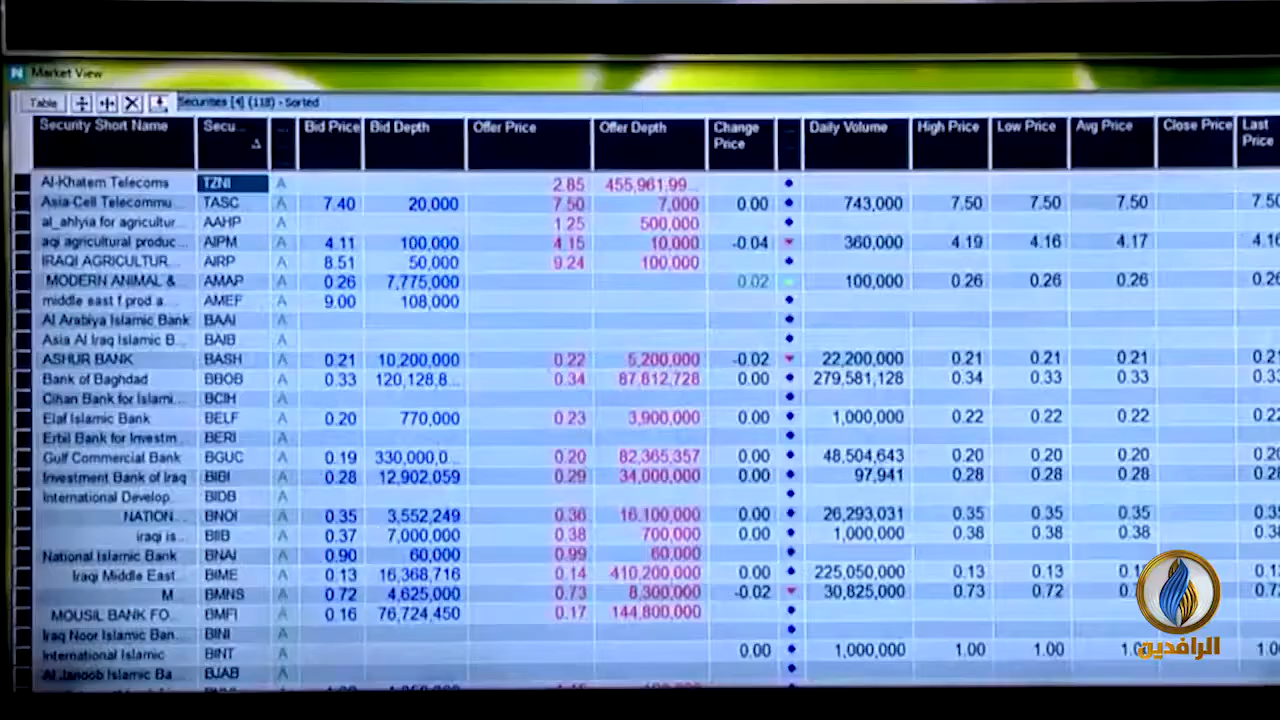 Market View
Table Securities [4] (118) - Sorted
Security Short Name Secu... ... Bid Price Bid Depth Offer Price Offer Depth Change Price ... Daily Volume High Price Low Price Avg Price Close Price Last Price
Al-Khatem Telecoms TZNI A 2.85 455,961,99...
Asia-Cell Telecommu... TASC A 7.40 20,000 7.50 7,000 0.00 743,000 7.50 7.50 7.50 7.50
al_ahlyia for agricultur... AAHP A 1.25 500,000
aqi agricultural produc... AIPM A 4.11 100,000 4.15 10,000 -0.04 360,000 4.19 4.16 4.17 4.16
IRAQI AGRICULTUR... AIRP A 8.51 50,000 9.24 100,000
MODERN ANIMAL & AMAP A 0.26 7,775,000 0.02 100,000 0.26 0.26 0.26 0.26
middle east f.prod a... AMEF A 9.00 108,000
Al Arabiya Islamic Bank BAAI A
Asia Al Iraq Islamic B... BAIB A
ASHUR BANK BASH A 0.21 10,200,000 0.22 5,200,000 -0.02 22,200,000 0.21 0.21 0.21 0.21
Bank of Baghdad BBOB A 0.33 120,128,8... 0.34 87,812,728 0.00 279,581,128 0.34 0.33 0.33 0.33
Cihan Bank for Islami... BCIH A
Elaf Islamic Bank BELF A 0.20 770,000 0.23 3,900,000 0.00 1,000,000 0.22 0.22 0.22 0.22
Erbil Bank for Investm... BERI A
Gulf Commercial Bank BGUC A 0.19 330,000,0... 0.20 82,365,357 0.00 48,504,643 0.20 0.20 0.20 0.20
Investment Bank of Iraq BIBI A 0.28 12,902,059 0.29 34,000,000 0.00 97,941 0.28 0.28 0.28 0.28
International Develop... BIDB A
NATION... BNOI A 0.35 3,552,249 0.36 16,100,000 0.00 26,293,031 0.35 0.35 0.35 0.35
iraqi is... BIIB A 0.37 7,000,000 0.38 700,000 0.00 1,000,000 0.38 0.38 0.38 0.38
National Islamic Bank BNAI A 0.90 60,000 0.99 60,000
Iraqi Middle East... BIME A 0.13 16,368,716 0.14 410,200,000 0.00 225,050,000 0.13 0.13 0.1
M... BMNS A 0.72 4,625,000 0.73 8,300,000 -0.02 30,825,000 0.73 0.72 0.
MOUSIL BANK FO... BMFI A 0.16 76,724,450 0.17 144,800,000
Iraq Noor Islamic Ban... BINI A
International Islamic BINT A 0.00 1,000,000 1.00 1.00 1.0
Al Janoob Islamic Ba... BJAB A
الرافدين